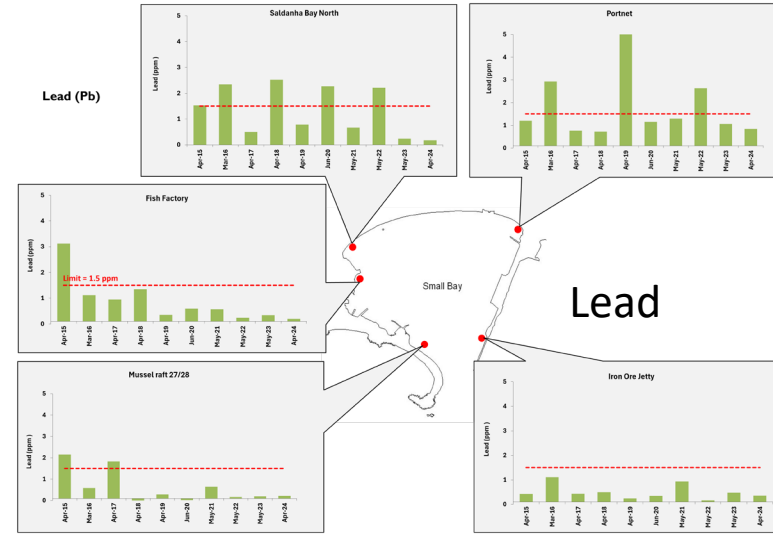 Lead (Pb)
Saldanha Bay North
Lead (ppm )
5
4
3
2
1
0
Apr-15
Mar-16
Apr-17
Apr-18
Apr-19
Jun-20
May-21
May-22
May-23
Apr-24
Portnet
Lead (ppm )
5
4
3
2
1
0
Apr-15
Mar-16
Apr-17
Apr-18
Apr-19
Jun-20
May-21
May-22
May-23
Apr-24
Fish Factory
Lead (ppm )
5
4
3
2
1
0
Limit = 1.5 ppm
Apr-15
Mar-16
Apr-17
Apr-18
Apr-19
Jun-20
May-21
May-22
May-23
Apr-24
Small Bay
Lead
Mussel raft 27/28
Lead (ppm )
5
4
3
2
1
0
Apr-15
Mar-16
Apr-17
Apr-18
Apr-19
Jun-20
May-21
May-22
May-23
Apr-24
Iron Ore Jetty
Lead (ppm )
5
4
3
2
1
0
Apr-15
Mar-16
Apr-17
Apr-18
Apr-19
Jun-20
May-21
May-22
May-23
Apr-24